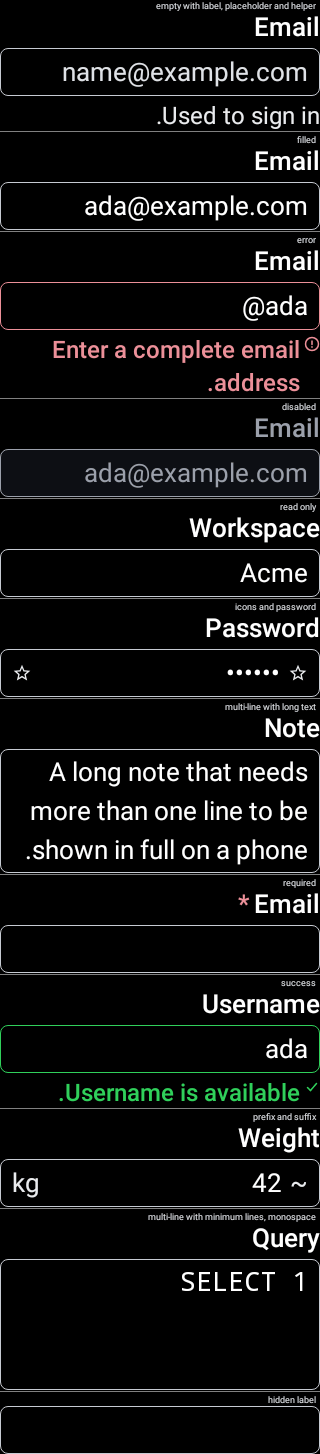 empty with label, placeholder and helper
Email
name@example.com
.Used to sign in
filled
Email
ada@example.com
error
Email
@ada
Enter a complete email
.address
disabled
Email
ada@example.com
read only
Workspace
Acme
icons and password
Password
••••••
multi-line with long text
Note
A long note that needs
more than one line to be
.shown in full on a phone
required
* Email
success
Username
ada
.Username is available
prefix and suffix
Weight
kg 42 ~
multi-line with minimum lines, monospace
Query
SELECT 1
hidden label